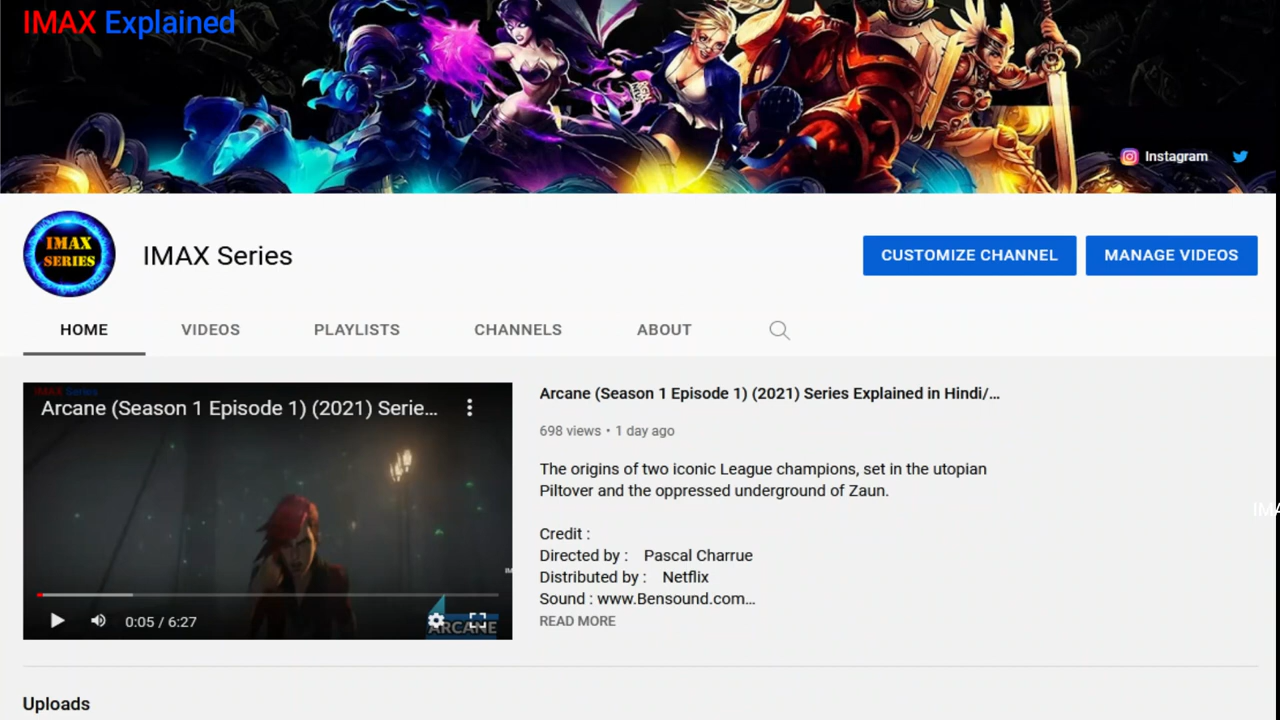 IMAX Explained
Instagram
IMAX
SERIES
IMAX Series
CUSTOMIZE CHANNEL
MANAGE VIDEOS
HOME
VIDEOS
PLAYLISTS
CHANNELS
ABOUT
IMAX Series
Arcane (Season 1 Episode 1) (2021) Serie...
0:05 / 6:27
ARCANE
Arcane (Season 1 Episode 1) (2021) Series Explained in Hindi/...
698 views • 1 day ago
The origins of two iconic League champions, set in the utopian
Piltover and the oppressed underground of Zaun.
Credit :
Directed by : Pascal Charrue
Distributed by : Netflix
Sound : www.Bensound.com...
READ MORE
Uploads